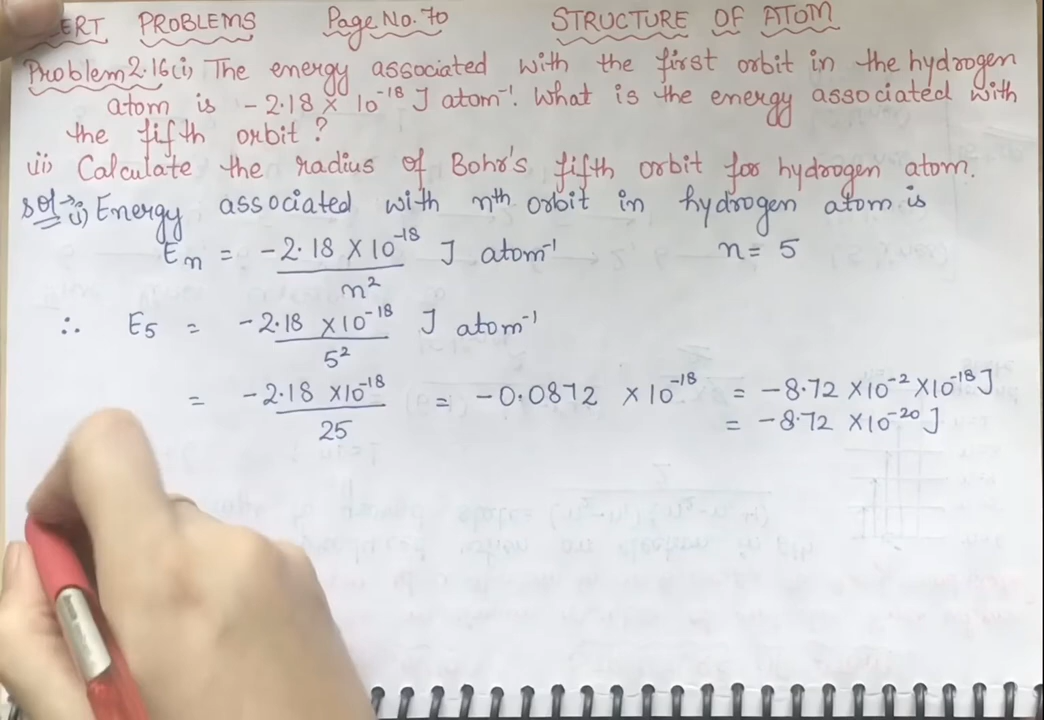 ERT PROBLEMS Page No. 70 STRUCTURE OF ATOM
Problem 2.16 (i) The energy associated with the first orbit in the hydrogen
atom is -2.18 × 10⁻¹⁸ J atom⁻¹. What is the energy associated with
the fifth orbit ?
ii) Calculate the radius of Bohr's fifth orbit for hydrogen atom.
Sol→ i) Energy associated with nth orbit in hydrogen atom is
Eₙ = -2.18 × 10⁻¹⁸ / n² J atom⁻¹ n = 5
∴ E₅ = -2.18 × 10⁻¹⁸ / 5² J atom⁻¹
= -2.18 × 10⁻¹⁸ / 25 = -0.0872 × 10⁻¹⁸ = -8.72 × 10⁻² × 10⁻¹⁸ J
= -8.72 × 10⁻²⁰ J